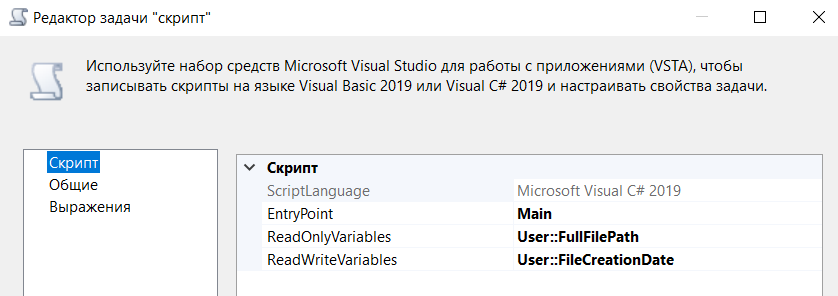 Редактор задачи "скрипт"
Используйте набор средств Microsoft Visual Studio для работы с приложениями (VSTA), чтобы
записывать скрипты на языке Visual Basic 2019 или Visual C# 2019 и настраивать свойства задачи.
Скрипт
Общие
Выражения
Скрипт
ScriptLanguage Microsoft Visual C# 2019
EntryPoint Main
ReadOnlyVariables User::FullFilePath
ReadWriteVariables User::FileCreationDate